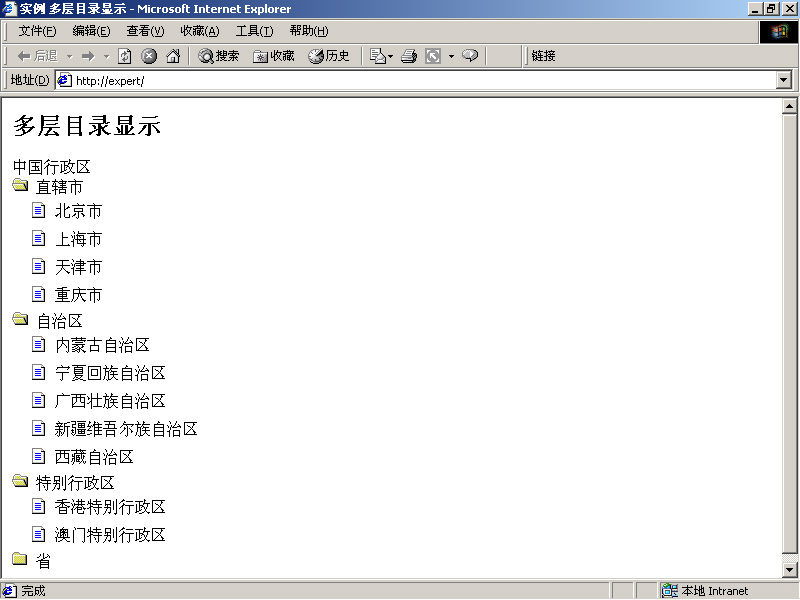 实例 多层目录显示 - Microsoft Internet Explorer
文件(F) 编辑(E) 查看(V) 收藏(A) 工具(T) 帮助(H)
后退 搜索 收藏 历史 链接
地址(D) http://expert/
多层目录显示
中国行政区
直辖市
北京市
上海市
天津市
重庆市
自治区
内蒙古自治区
宁夏回族自治区
广西壮族自治区
新疆维吾尔族自治区
西藏自治区
特别行政区
香港特别行政区
澳门特别行政区
省
完成 本地 Intranet